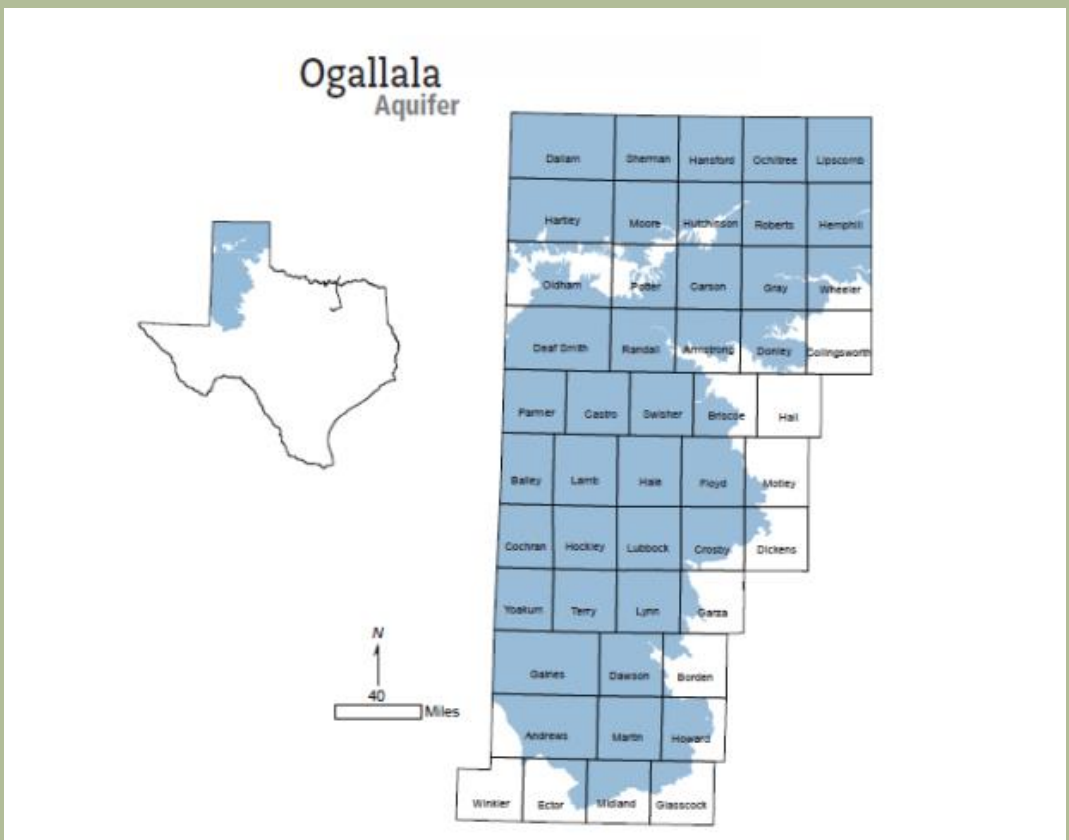 Ogallala
Aquifer
Dallam Sherman Hansford Ochiltree Lipscomb
Hartley Moore Hutchinson Roberts Hemphill
Oldham Potter Carson Gray Wheeler
Deaf Smith Randall Armstrong Donley Collingsworth
Parmer Castro Swisher Briscoe Hall
Bailey Lamb Hale Floyd Motley
Cochran Hockley Lubbock Crosby Dickens
Yoakum Terry Lynn Garza
N
Gaines Dawson Borden
40
Miles
Andrews Martin Howard
Winkler Ector Midland Glasscock